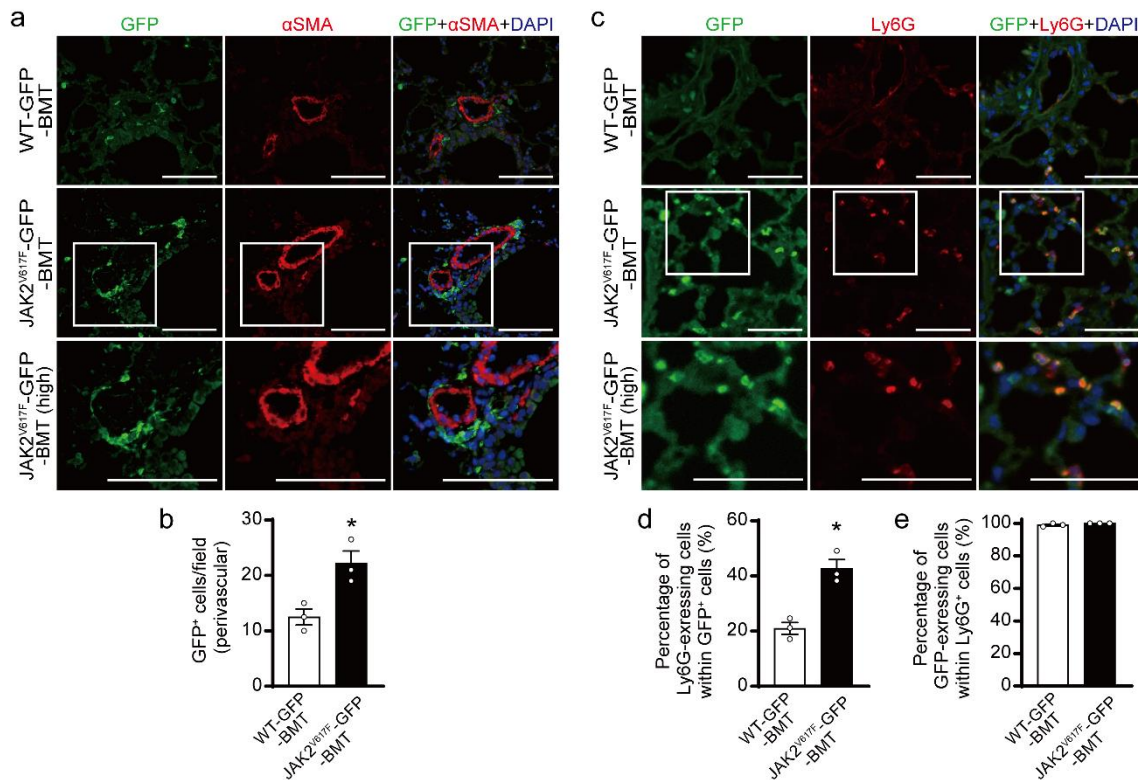 a
GFP
αSMA
GFP+αSMA+DAPI
WT-GFP
-BMT
JAK2V617F-GFP
-BMT
JAK2V617F-GFP
-BMT (high)
b
GFP+ cells/field
(perivascular)
30
20
10
0
*
WT-GFP
-BMT
JAK2V617F-GFP
-BMT
c
GFP
Ly6G
GFP+Ly6G+DAPI
WT-GFP
-BMT
JAK2V617F-GFP
-BMT
JAK2V617F-GFP
-BMT (high)
d
Percentage of
Ly6G-exressing cells
within GFP+ cells (%)
60
40
20
0
*
WT-GFP
-BMT
JAK2V617F-GFP
-BMT
e
Percentage of
GFP-exressing cells
within Ly6G+ cells (%)
100
80
60
40
20
0
WT-GFP
-BMT
JAK2V617F-GFP
-BMT